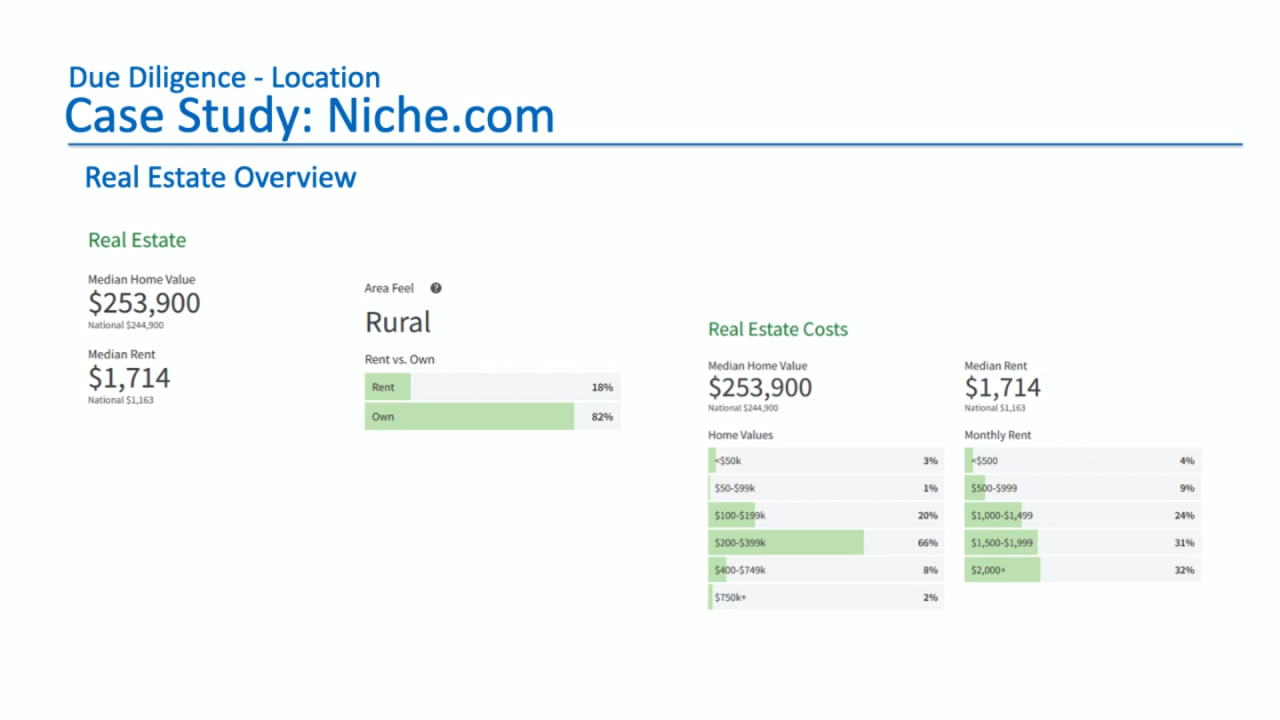 Due Diligence - Location
Case Study: Niche.com
Real Estate Overview
Real Estate
Median Home Value
$253,900
National $244,900
Median Rent
$1,714
National $1,163
Area Feel ?
Rural
Rent vs. Own
Rent 18%
Own 82%
Real Estate Costs
Median Home Value
$253,900
National $244,900
Home Values
<$50k 3%
$50-$99k 1%
$100-$199k 20%
$200-$399k 66%
$400-$749k 8%
$750k+ 2%
Median Rent
$1,714
National $1,163
Monthly Rent
<$500 4%
$500-$999 9%
$1,000-$1,499 24%
$1,500-$1,999 31%
$2,000+ 32%